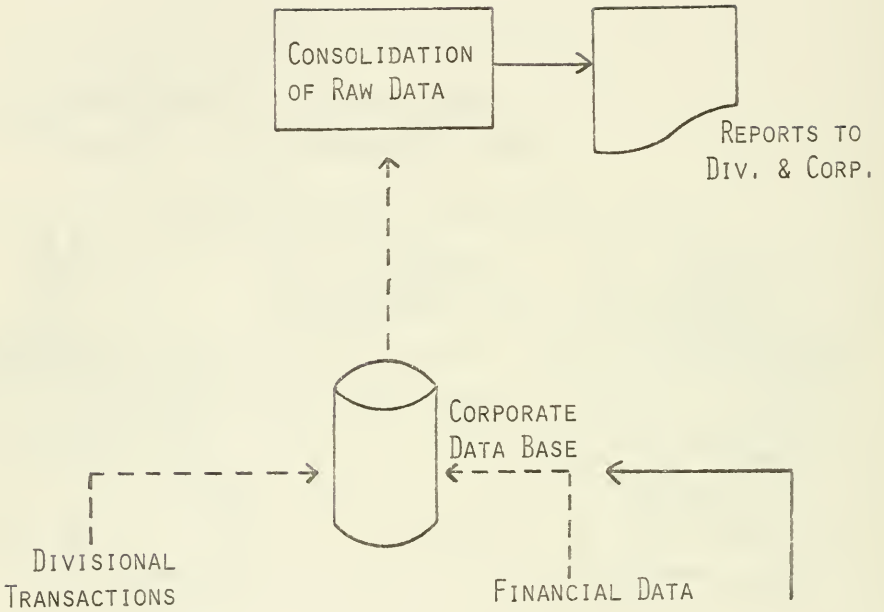 CONSOLIDATION
OF RAW DATA
REPORTS TO
DIV. & CORP.
CORPORATE
DATA BASE
DIVISIONAL
TRANSACTIONS
FINANCIAL DATA